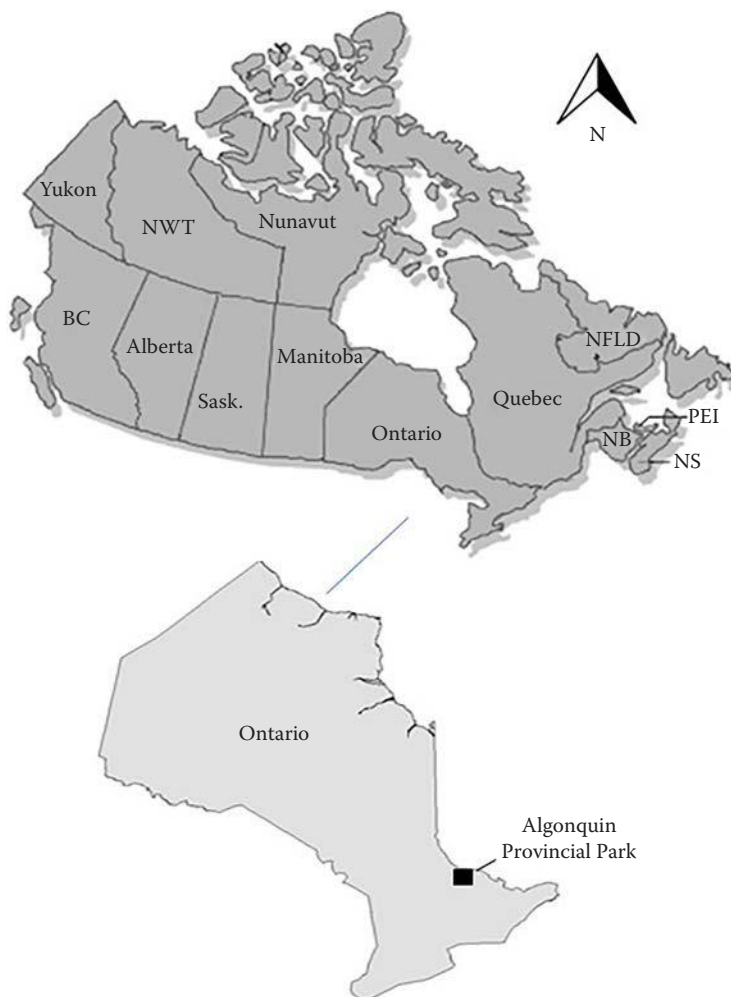 N
Yukon
NWT
Nunavut
BC
Alberta
Sask.
Manitoba
Ontario
Quebec
NFLD
PEI
NB
NS
Ontario
Algonquin
Provincial Park